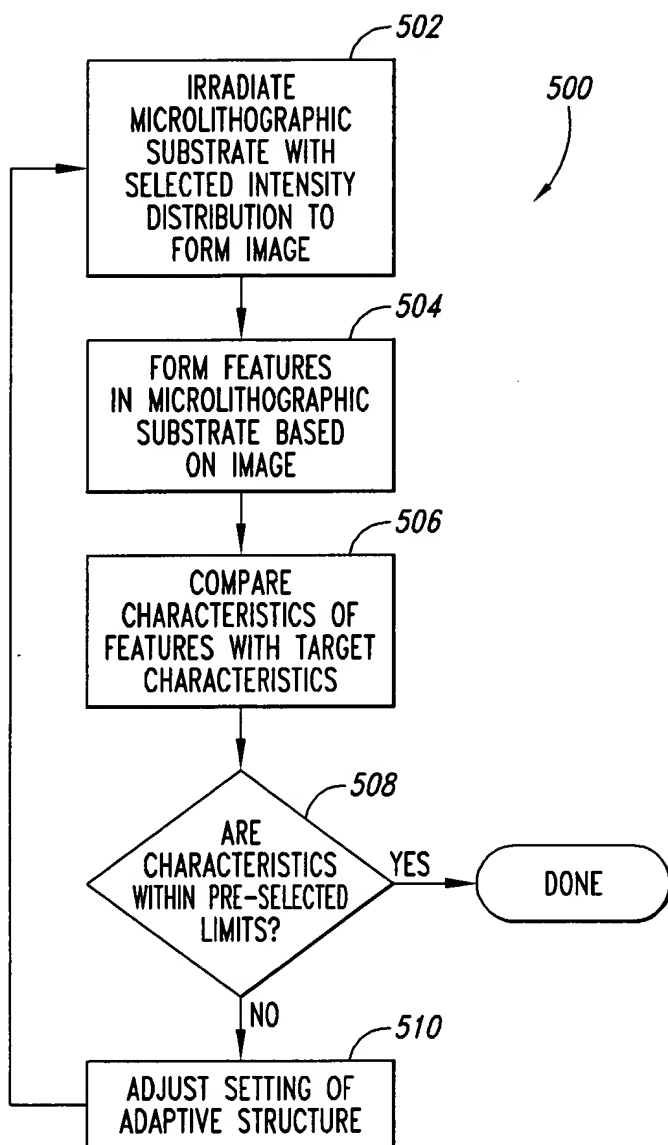 502
500
IRRADIATE
MICROLITHOGRAPHIC
SUBSTRATE WITH
SELECTED INTENSITY
DISTRIBUTION TO
FORM IMAGE
504
FORM FEATURES
IN MICROLITHOGRAPHIC
SUBSTRATE BASED
ON IMAGE
506
COMPARE
CHARACTERISTICS OF
FEATURES WITH TARGET
CHARACTERISTICS
508
ARE
CHARACTERISTICS
WITHIN PRE-SELECTED
LIMITS?
YES
DONE
NO
510
ADJUST SETTING OF
ADAPTIVE STRUCTURE